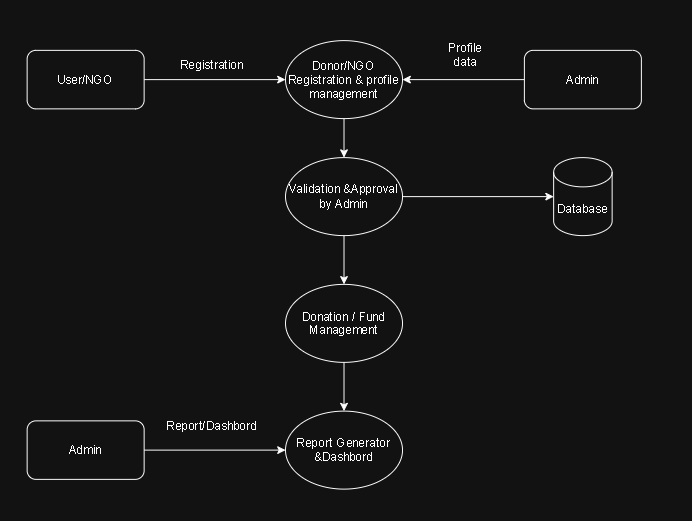 Profile
data
User/NGO
Registration
Donor/NGO
Registration & profile
management
Admin
Validation &Approval
by Admin
Database
Donation / Fund
Management
Report/Dashbord
Admin
Report Generator
&Dashbord